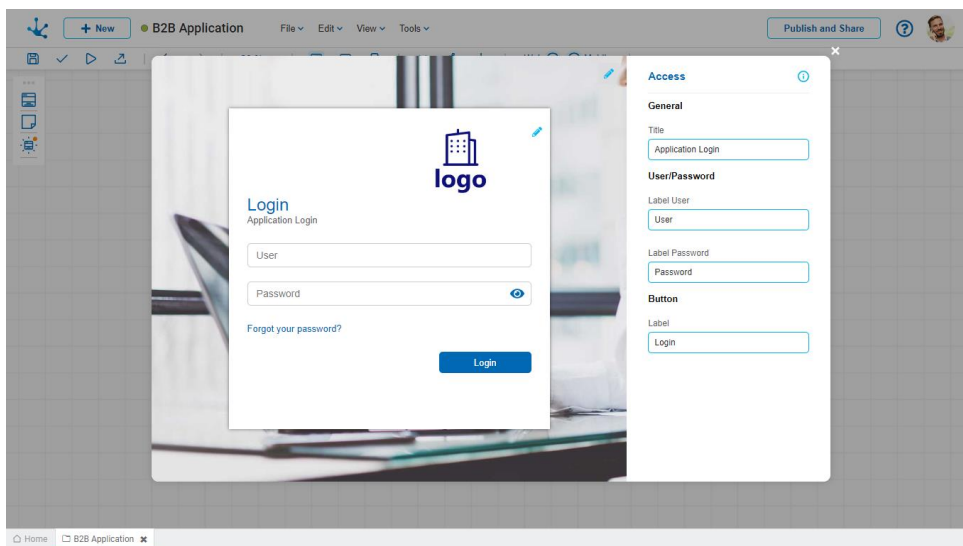 + New
B2B Application
File
Edit
View
Tools
Publish and Share
?
logo
Login
Application Login
User
Password
Forgot your password?
Login
Access
General
Title
Application Login
User/Password
Label User
User
Label Password
Password
Button
Label
Login
Home
B2B Application